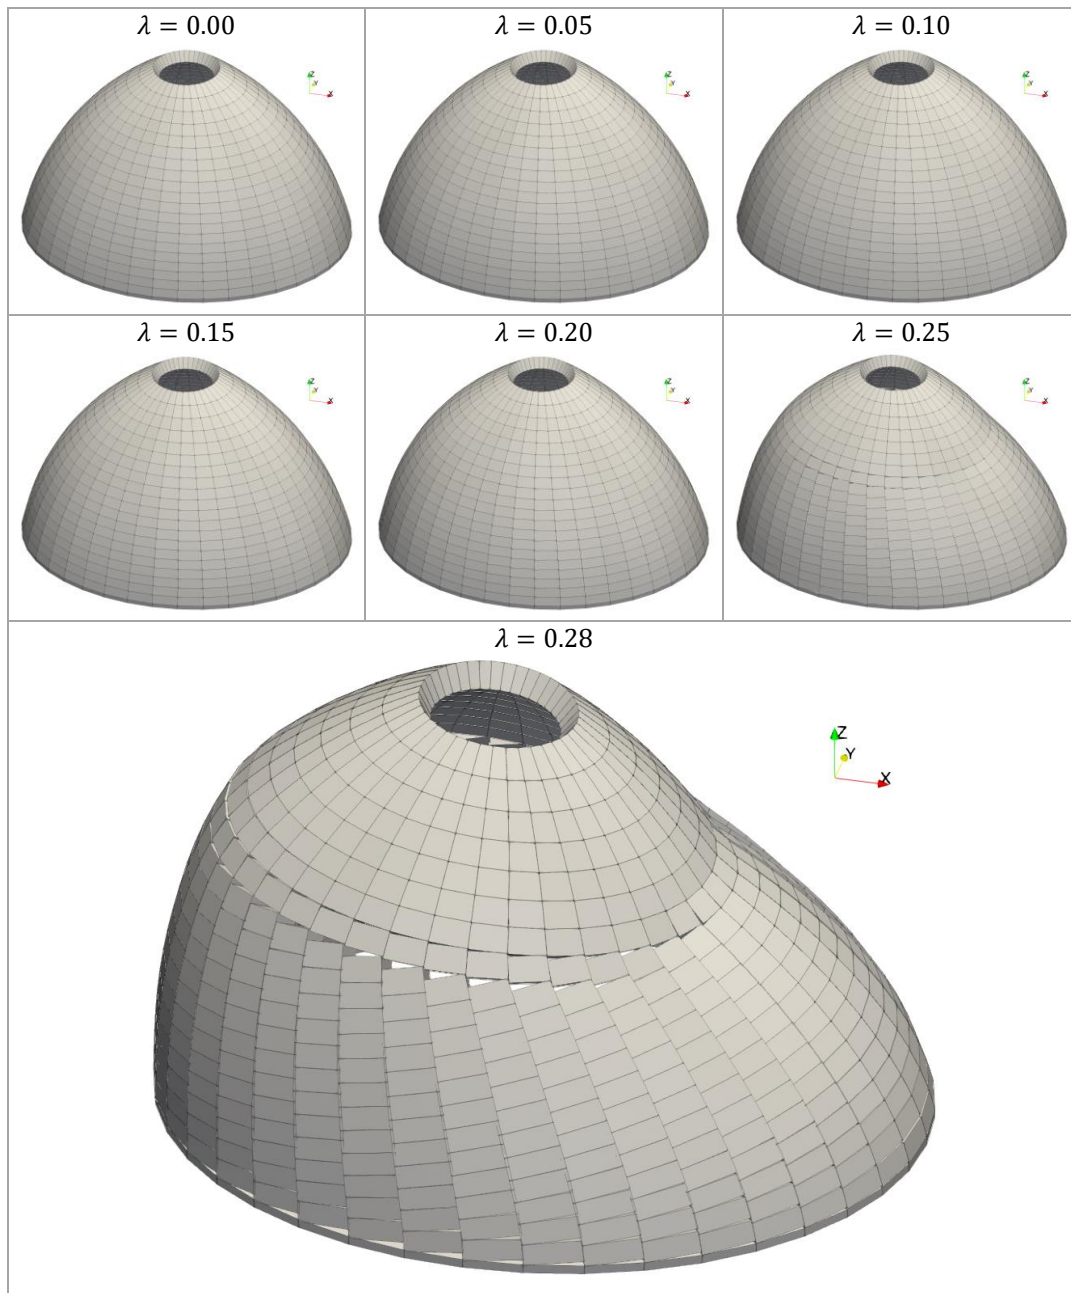 λ = 0.00
λ = 0.05
λ = 0.10
Z
Y
X
Z
Y
X
Z
Y
X
λ = 0.15
λ = 0.20
λ = 0.25
Z
Y
X
Z
Y
X
Z
Y
X
λ = 0.28
Z
Y
X